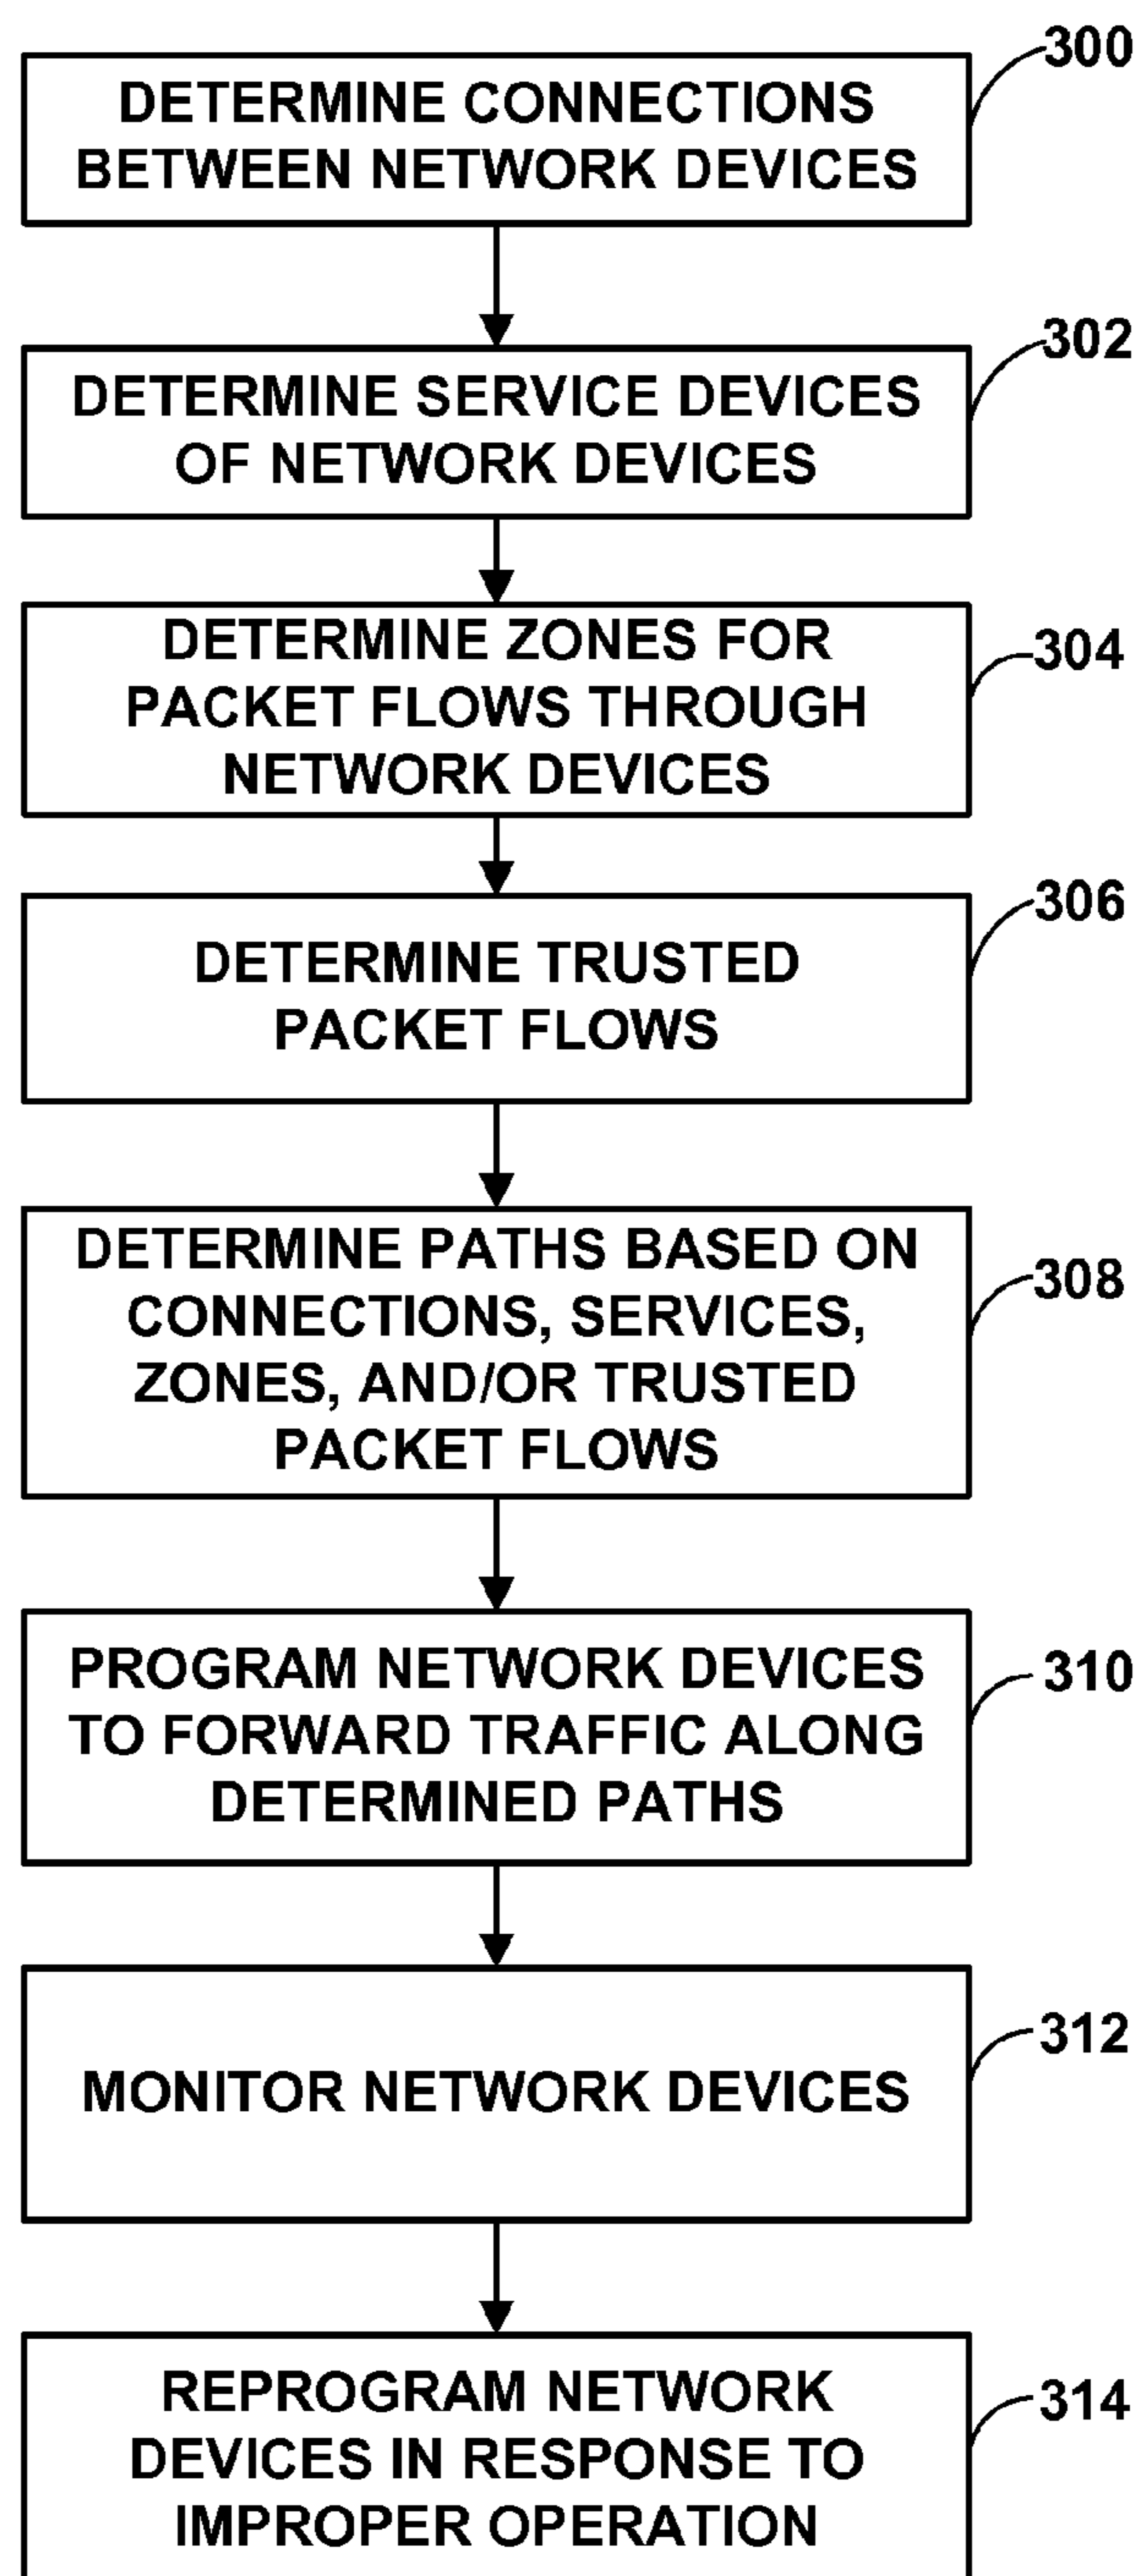 300
DETERMINE CONNECTIONS
BETWEEN NETWORK DEVICES
302
DETERMINE SERVICE DEVICES
OF NETWORK DEVICES
304
DETERMINE ZONES FOR
PACKET FLOWS THROUGH
NETWORK DEVICES
306
DETERMINE TRUSTED
PACKET FLOWS
308
DETERMINE PATHS BASED ON
CONNECTIONS, SERVICES,
ZONES, AND/OR TRUSTED
PACKET FLOWS
310
PROGRAM NETWORK DEVICES
TO FORWARD TRAFFIC ALONG
DETERMINED PATHS
312
MONITOR NETWORK DEVICES
314
REPROGRAM NETWORK
DEVICES IN RESPONSE TO
IMPROPER OPERATION